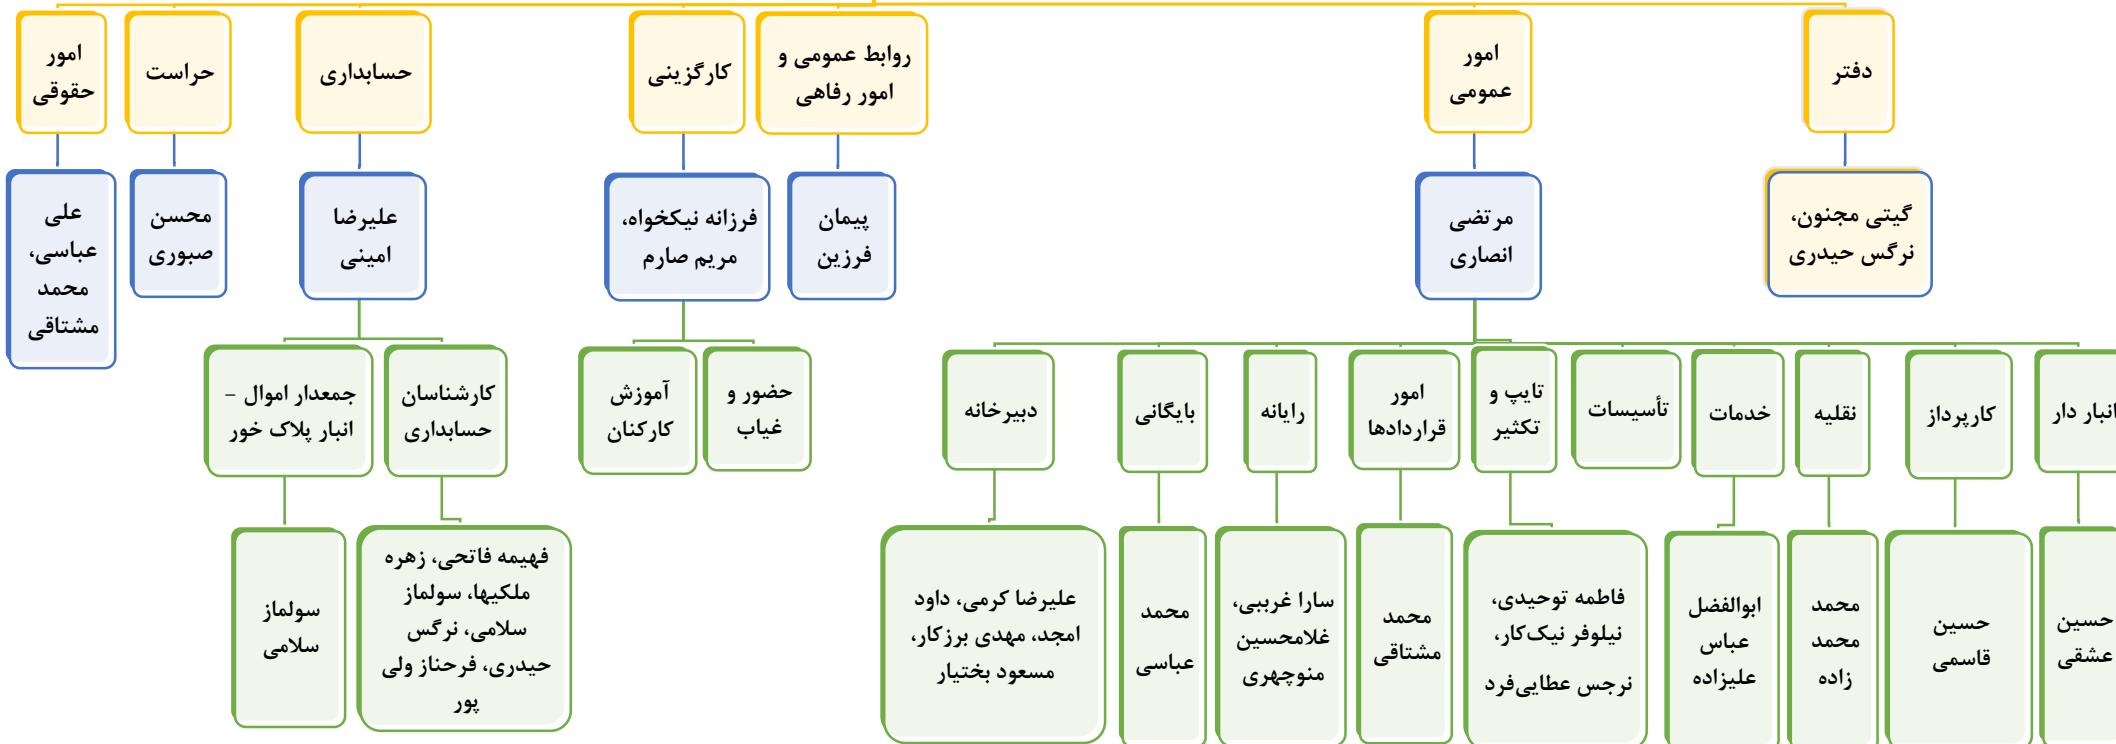 دفتر
امور
عمومی
روابط عمومی و
امور رفاهی
کارگزینی
حسابداری
حراست
امور
حقوقی
گیتی مجنون،
نرگس حیدری
مرتضی
انصاری
پیمان
فرزین
فرزانه نیکخواه،
مریم صارم
علیرضا
امینی
محسن
صبوری
علی
عباسی،
محمد
مشتاقی
انبار دار
کارپرداز
نقلیه
خدمات
تأسیسات
تایپ و
تکثیر
امور
قراردادها
رایانه
بایگانی
دبیرخانه
حضور و
غیاب
آموزش
کارکنان
کارشناسان
حسابداری
جمعدار اموال -
انبار پلاک خور
حسین
عشقی
حسین
قاسمی
محمد
محمد
زاده
ابوالفضل
عباس
علیزاده
فاطمه توحیدی،
نیلوفر نیک‌کار،
نرجس عطایی‌فرد
محمد
مشتاقی
سارا غریبی،
غلامحسین
منوچهری
محمد
عباسی
علیرضا کرمی، داود
امجد، مهدی برزکار،
مسعود بختیار
فهیمه فاتحی، زهره
ملکیها، سولماز
سلامی، نرگس
حیدری، فرحناز ولی
پور
سولماز
سلامی